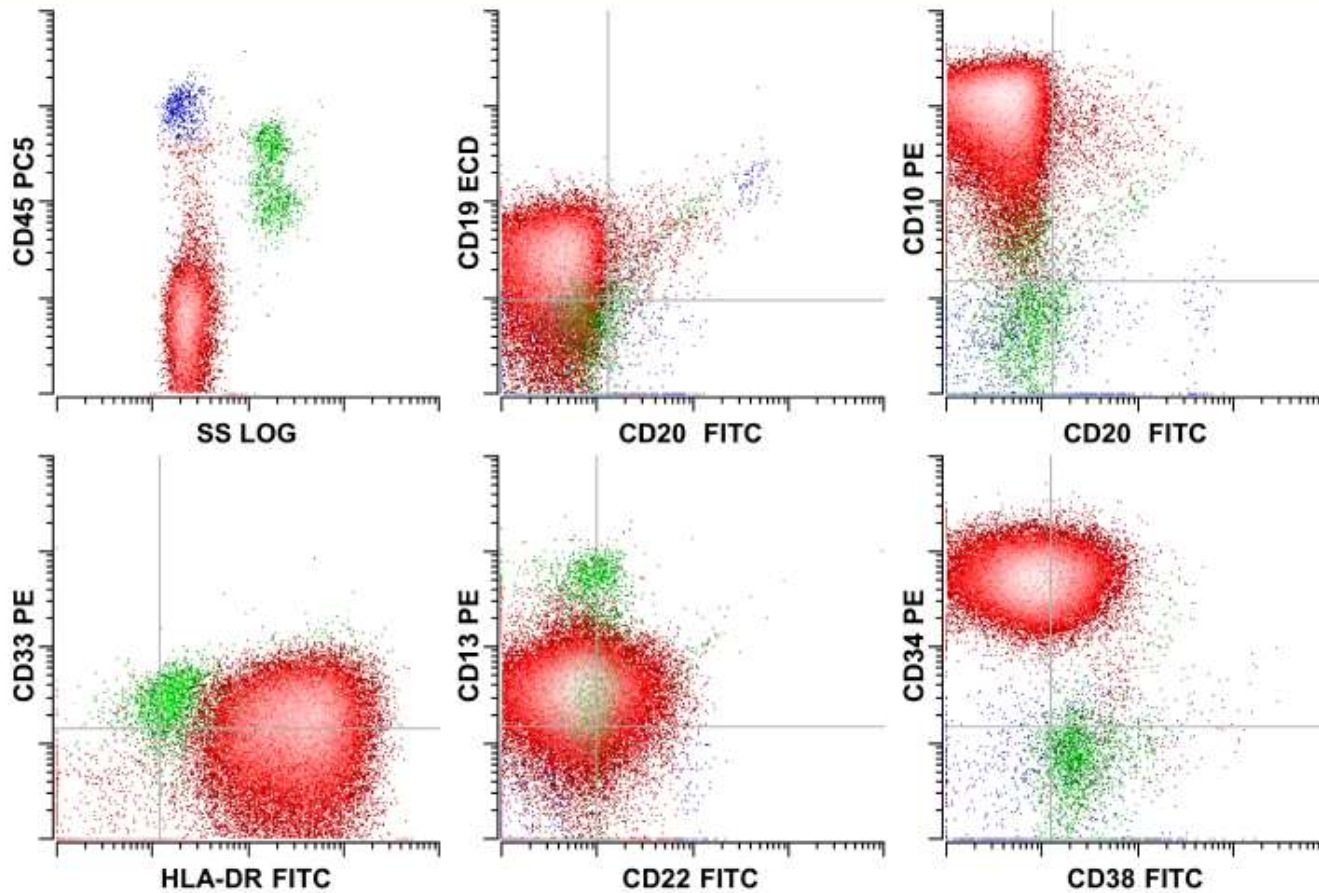 CD45 PC5
SS LOG
CD19 ECD
CD20 FITC
CD10 PE
CD20 FITC
CD33 PE
HLA-DR FITC
CD13 PE
CD22 FITC
CD34 PE
CD38 FITC